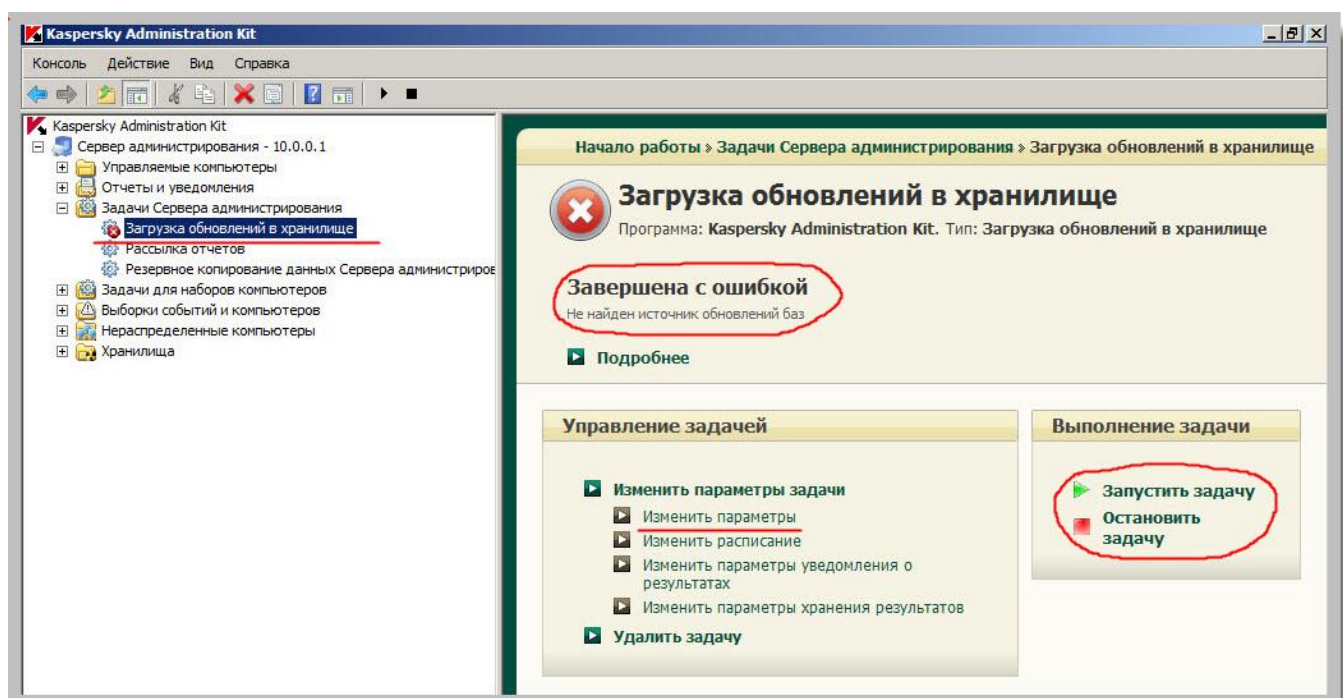 Kaspersky Administration Kit
Консоль Действие Вид Справка
Kaspersky Administration Kit
Сервер администрирования - 10.0.0.1
Управляемые компьютеры
Отчеты и уведомления
Задачи Сервера администрирования
Загрузка обновлений в хранилище
Рассылка отчетов
Резервное копирование данных Сервера администриров
Задачи для наборов компьютеров
Выборки событий и компьютеров
Нераспределенные компьютеры
Хранилища
Начало работы » Задачи Сервера администрирования » Загрузка обновлений в хранилище
Загрузка обновлений в хранилище
Программа: Kaspersky Administration Kit. Тип: Загрузка обновлений в хранилище
Завершена с ошибкой
Не найден источник обновлений баз
Подробнее
Управление задачей
Изменить параметры задачи
Изменить параметры
Изменить расписание
Изменить параметры уведомления о
результатах
Изменить параметры хранения результатов
Удалить задачу
Выполнение задачи
Запустить задачу
Остановить
задачу